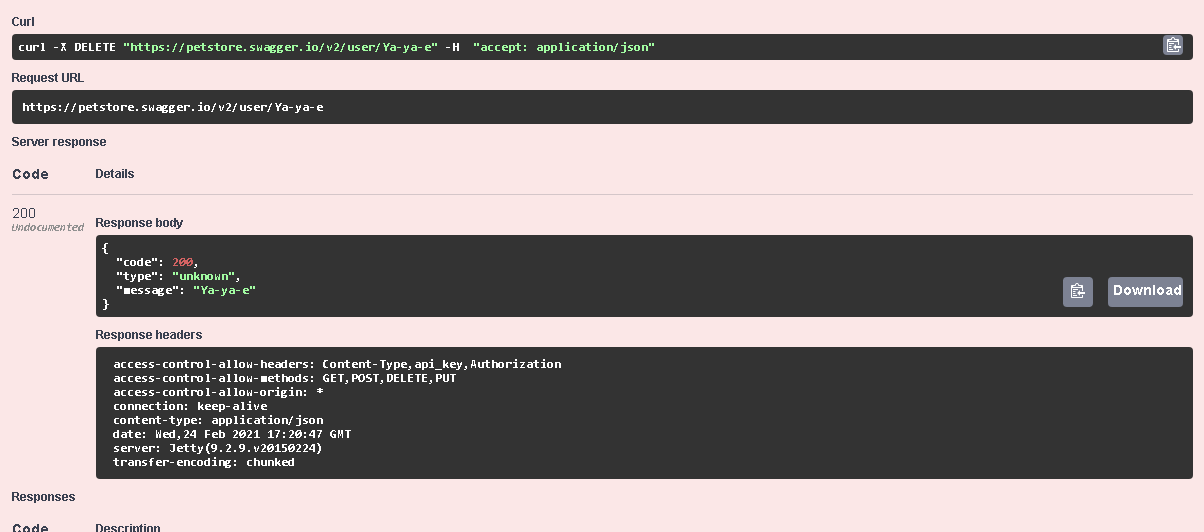 Curl
curl -X DELETE "https://petstore.swagger.io/v2/user/Ya-ya-e" -H  "accept: application/json"
Request URL
https://petstore.swagger.io/v2/user/Ya-ya-e
Server response
Code Details
200
Undocumented
Response body
{
  "code": 200,
  "type": "unknown",
  "message": "Ya-ya-e"
}
Download
Response headers
access-control-allow-headers: Content-Type,api_key,Authorization
access-control-allow-methods: GET,POST,DELETE,PUT
access-control-allow-origin: *
connection: keep-alive
content-type: application/json
date: Wed,24 Feb 2021 17:20:47 GMT
server: Jetty(9.2.9.v20150224)
transfer-encoding: chunked
Responses
Code Description